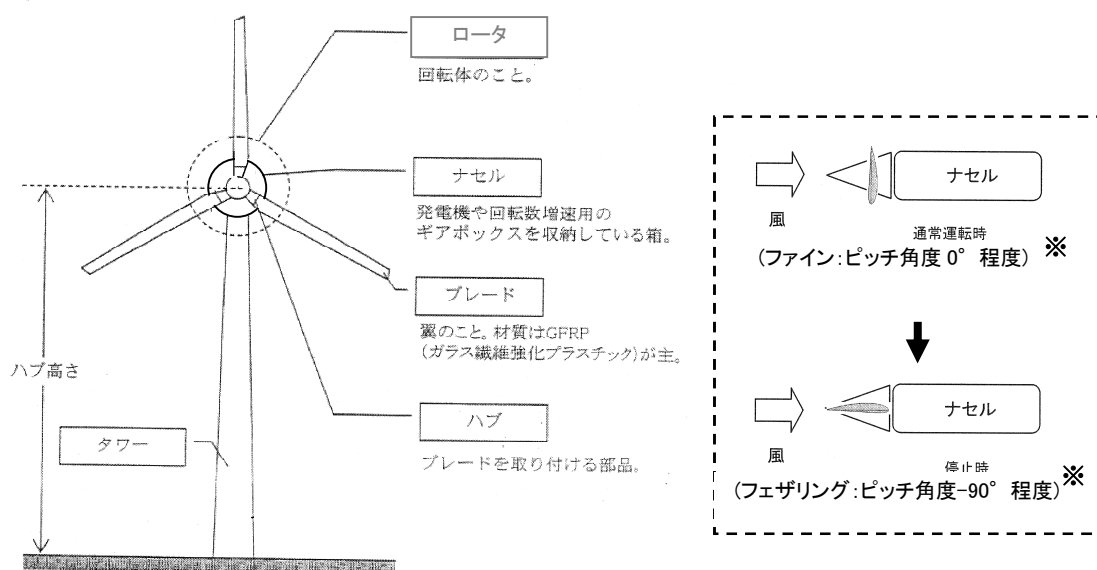 ロータ
回転体のこと。
ナセル
発電機や回転数増速用の
ギアボックスを収納している箱。
ブレード
翼のこと。材質はGFRP
(ガラス繊維強化プラスチック)が主。
ハブ
ブレードを取り付ける部品。
タワー
ハブ高さ
風
ナセル
通常運転時
(ファイン:ピッチ角度 0° 程度) ※
風
ナセル
停止時
(フェザリング:ピッチ角度-90° 程度)※